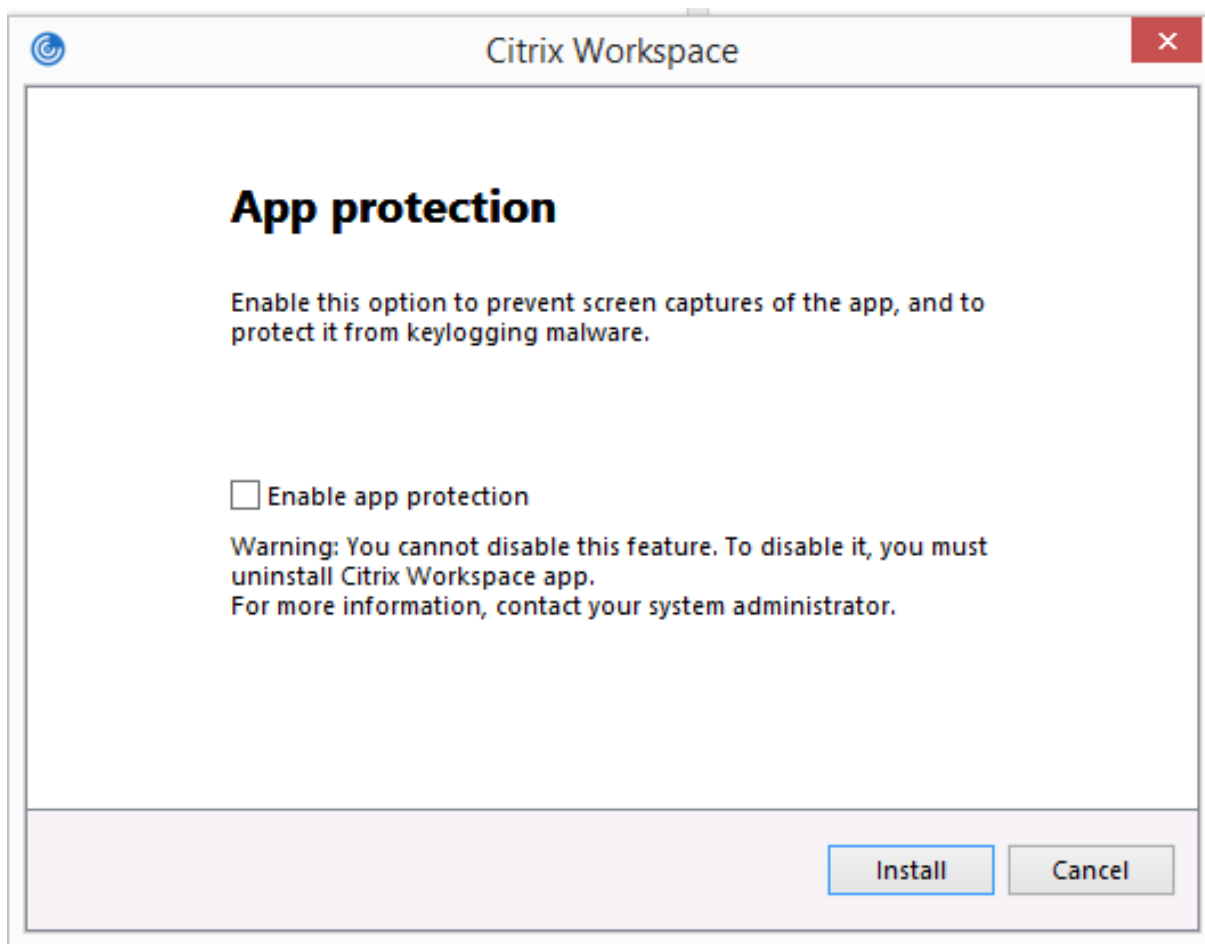 Citrix Workspace
App protection
Enable this option to prevent screen captures of the app, and to
protect it from keylogging malware.
Enable app protection
Warning: You cannot disable this feature. To disable it, you must
uninstall Citrix Workspace app.
For more information, contact your system administrator.
Install Cancel